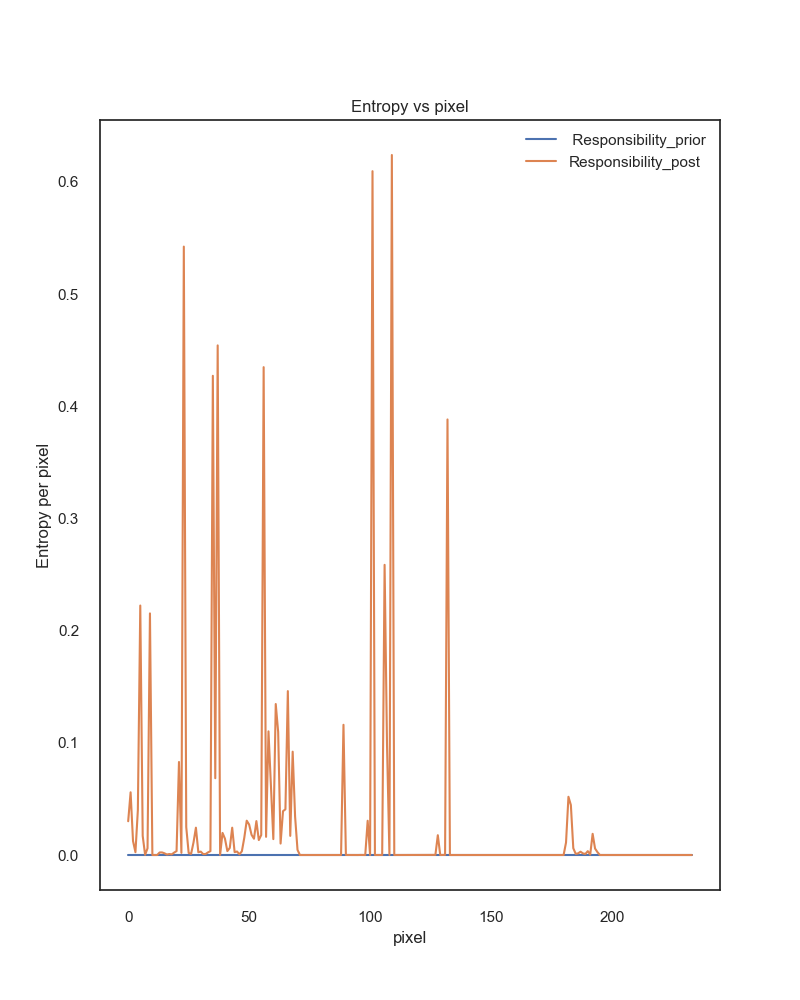 Entropy vs pixel
Responsibility_prior
Responsibility_post
0.6
0.5
0.4
0.3
0.2
0.1
0.0
Entropy per pixel
0 50 100 150 200
pixel